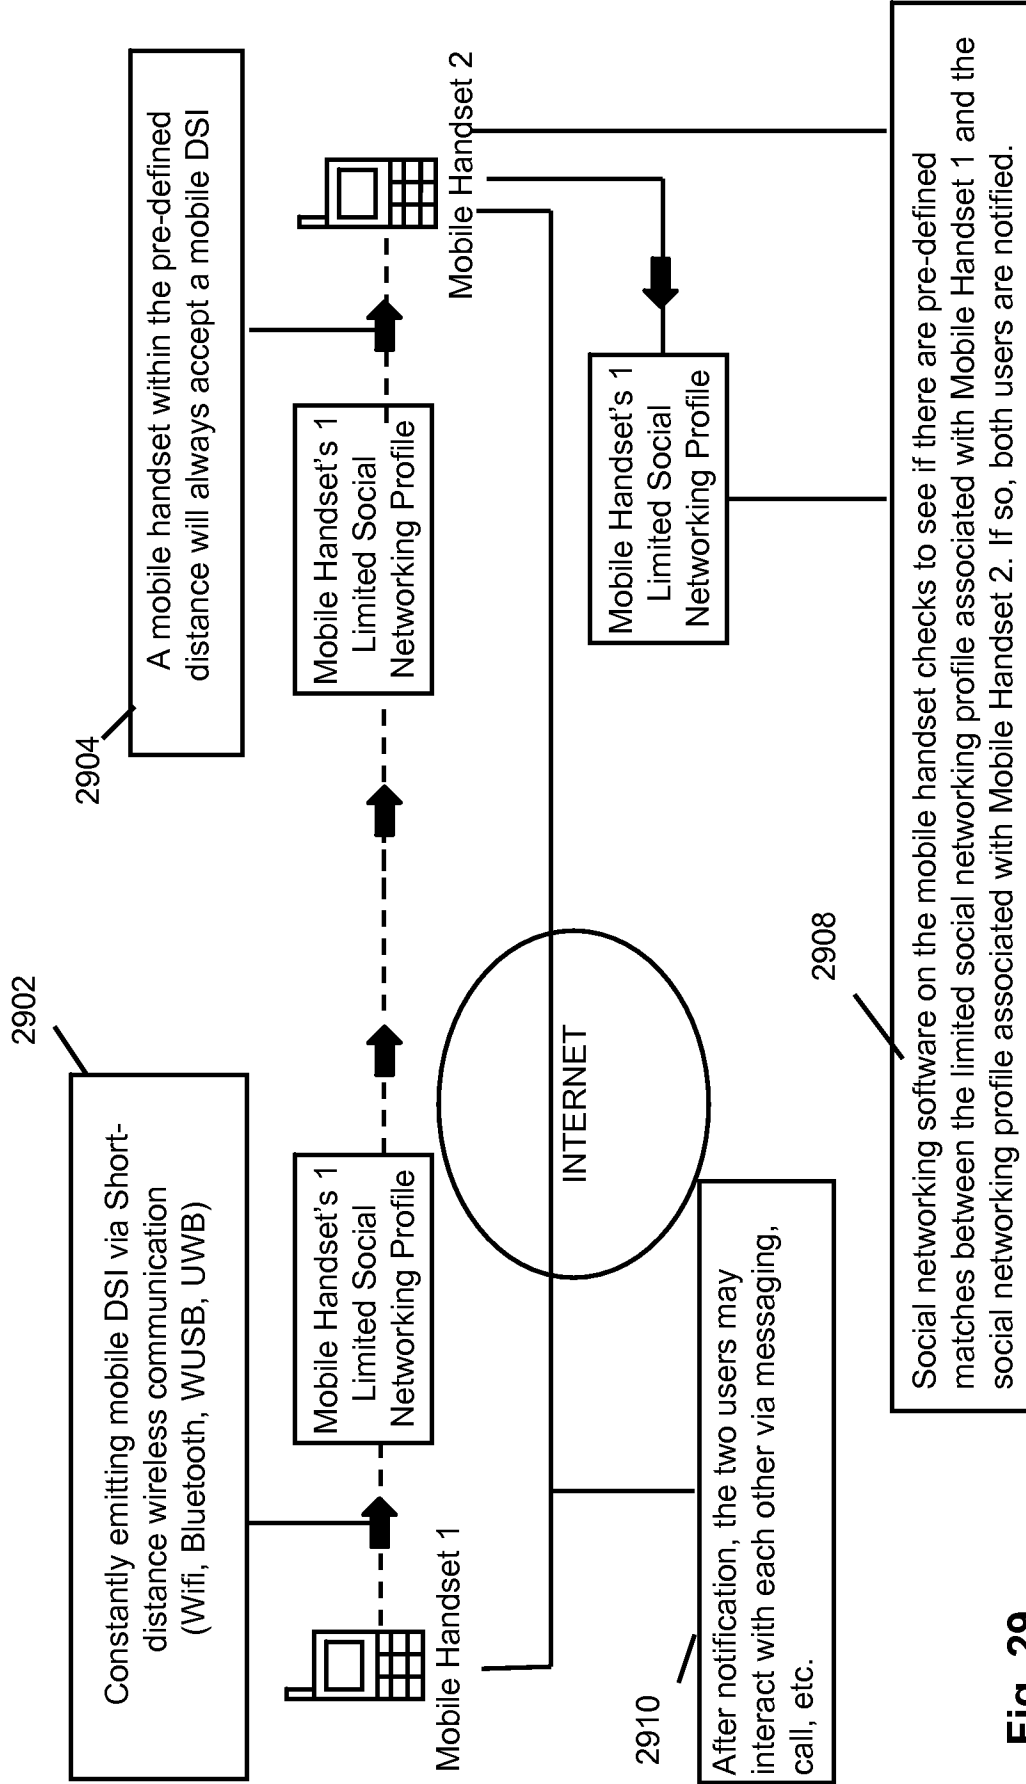 2902
Constantly emitting mobile DSI via Short-
distance wireless communication
(Wifi, Bluetooth, WUSB, UWB)
2904
A mobile handset within the pre-defined
distance will always accept a mobile DSI
Mobile Handset 1
Mobile Handset's 1
Limited Social
Networking Profile
Mobile Handset's 1
Limited Social
Networking Profile
Mobile Handset 2
INTERNET
Mobile Handset's 1
Limited Social
Networking Profile
2910
After notification, the two users may
interact with each other via messaging,
call, etc.
2908
Social networking software on the mobile handset checks to see if there are pre-defined
matches between the limited social networking profile associated with Mobile Handset 1 and the
social networking profile associated with Mobile Handset 2. If so, both users are notified.
Fig. 29